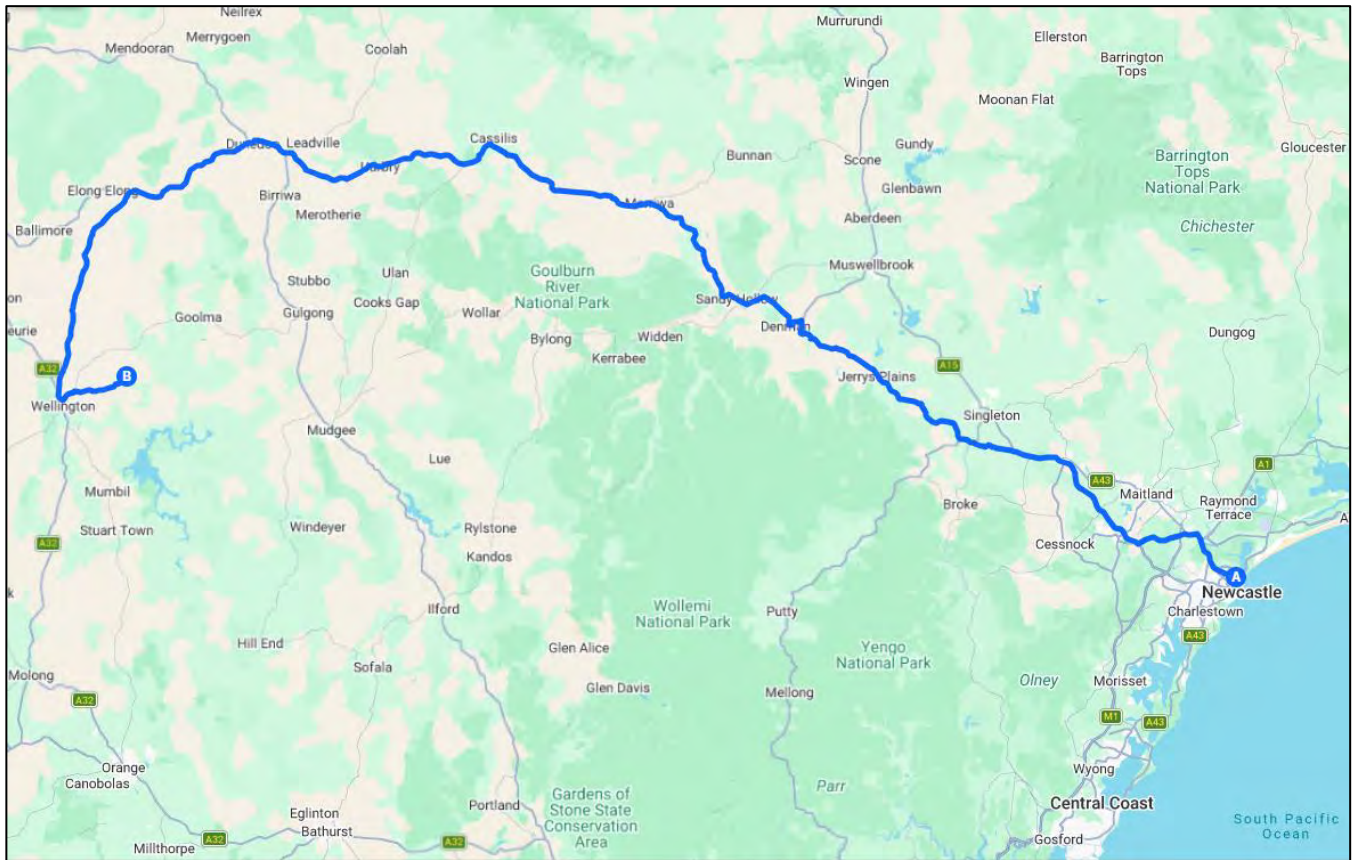 Neilrex
Murrurundi
Ellerston
Merrygoen
Mendooran
Coolah
Barrington
Tops
Wingen
Moonan Flat
Leadville
Cassilis
Gundy
Gloucester
Bunnan
Scone
Barrington
Tops
National Park
Elong Elong
Birriwa
Glenbawn
Merotherie
Aberdeen
Chichester
Ballimore
Ulan
Goulburn
River
National Park
Muswellbrook
Stubbo
Cooks Gap
Sandy Hollow
on
Goolma
Gulgong
Wollar
Widden
Denman
Dungog
eurie
Bylong
Kerrabee
A32
B
Jerrys Plains
A15
Wellington
Singleton
Mudgee
Lue
A1
A43
Mumbil
Maitland
Raymond
Terrace
Stuart Town
Windeyer
Rylstone
Broke
A
A32
Kandos
Cessnock
A
Newcastle
k
Ilford
Wollemi
National Park
Putty
Charlestown
A43
Hill End
Glen Alice
Yengo
National Park
Sofala
Molong
Glen Davis
Mellong
Olney
Morisset
A32
M1
A43
Orange
Canobolas
Parr
Wyong
Gardens of
Stone State
Conservation
Area
Portland
Central Coast
Eglinton
Bathurst
A32
A32
South Pacific
Ocean
Millthorpe
Gosford